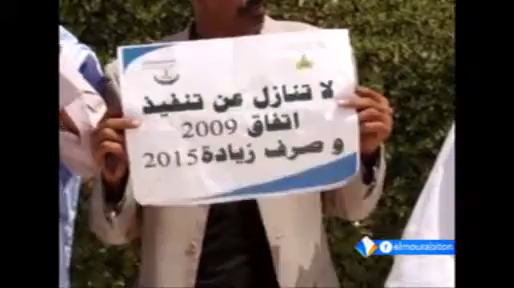 لا تنازل عن تنفيذ
اتفاق 2009
و صرف زيادة 2015
elmourabiton